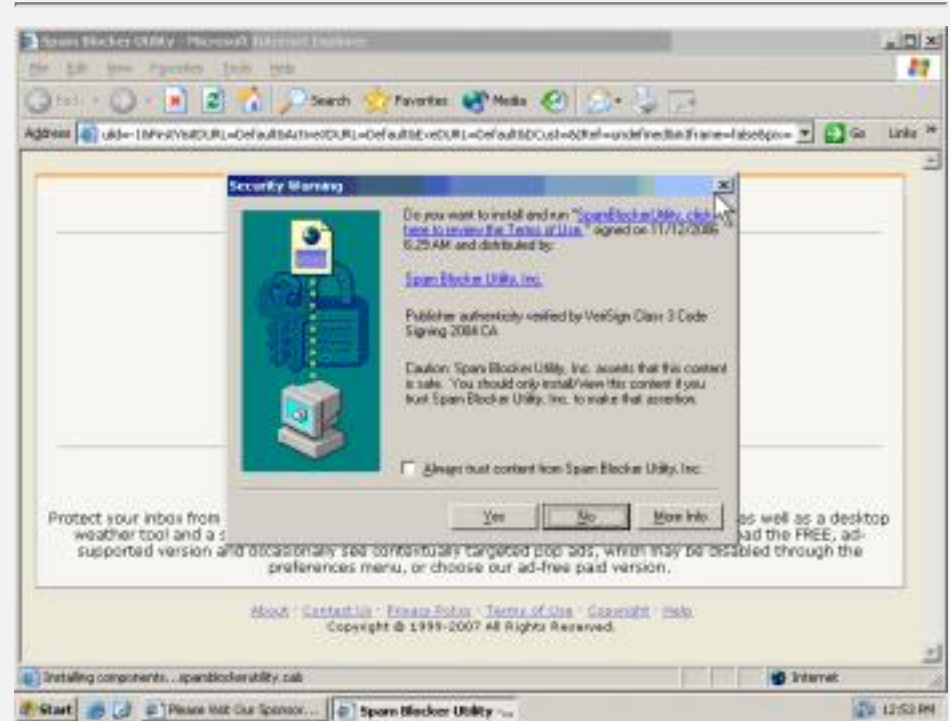 Spam Blocker Utility - Microsoft Internet Explorer
File Edit View Favorites Tools Help
Back Search Favorites Media
Address Go Links
Security Warning
Do you want to install and run "SpamBlockerUtility, click
here to review the Terms of Use." signed on 11/12/2006
6:29 AM and distributed by:
Spam Blocker Utility, Inc.
Publisher authenticity verified by VeriSign Class 3 Code
Signing 2004 CA
Caution: Spam Blocker Utility, Inc. asserts that this content
is safe. You should only install/view this content if you
trust Spam Blocker Utility, Inc. to make that assertion.
Always trust content from Spam Blocker Utility, Inc.
Yes No More Info
Protect your inbox from as well as a desktop
weather tool and a s ad the FREE, ad-
supported version and occasionally see contextually targeted pop ads, which may be disabled through the
preferences menu, or choose our ad-free paid version.
About · Contact Us · Privacy Policy · Terms of Use · Copyright · Help
Copyright © 1999-2007 All Rights Reserved.
Installing components...spamblockerutility.cab Internet
Start Please Visit Our Sponsor... Spam Blocker Utility -... 12:52 PM